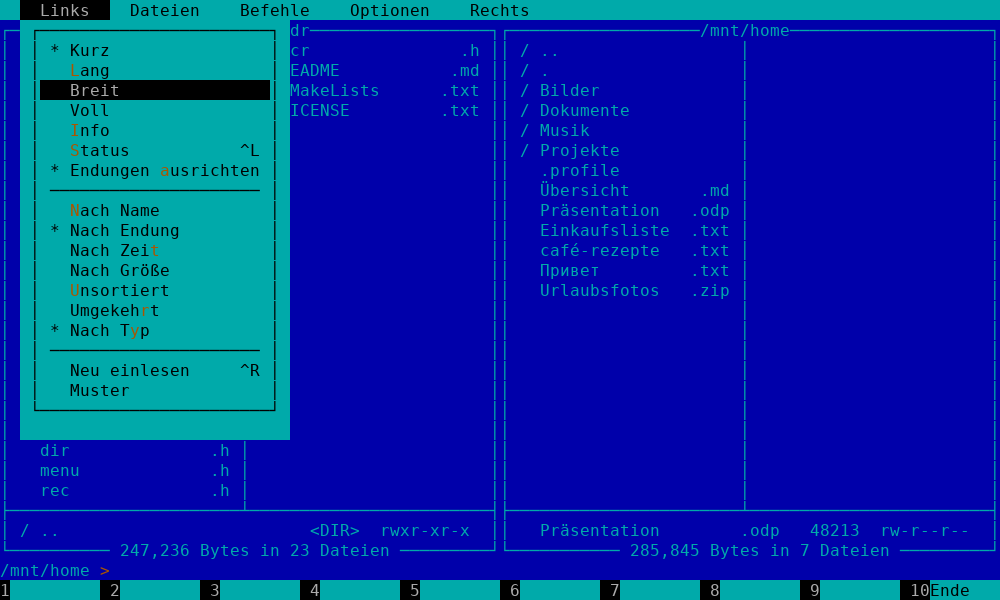 Links Dateien Befehle Optionen Rechts
dr /mnt/home
* Kurz cr .h / ..
Lang EADME .md / .
Breit MakeLists .txt / Bilder
Voll ICENSE .txt / Dokumente
Info / Musik
Status ^L / Projekte
* Endungen ausrichten .profile
Übersicht .md
Nach Name Präsentation .odp
* Nach Endung Einkaufsliste .txt
Nach Zeit café-rezepte .txt
Nach Größe Привет .txt
Unsortiert Urlaubsfotos .zip
Umgekehrt
* Nach Typ
Neu einlesen ^R
Muster
dir .h
menu .h
rec .h
/ .. <DIR> rwxr-xr-x Präsentation .odp 48213 rw-r--r--
247,236 Bytes in 23 Dateien 285,845 Bytes in 7 Dateien
/mnt/home >
1 2 3 4 5 6 7 8 9 10Ende